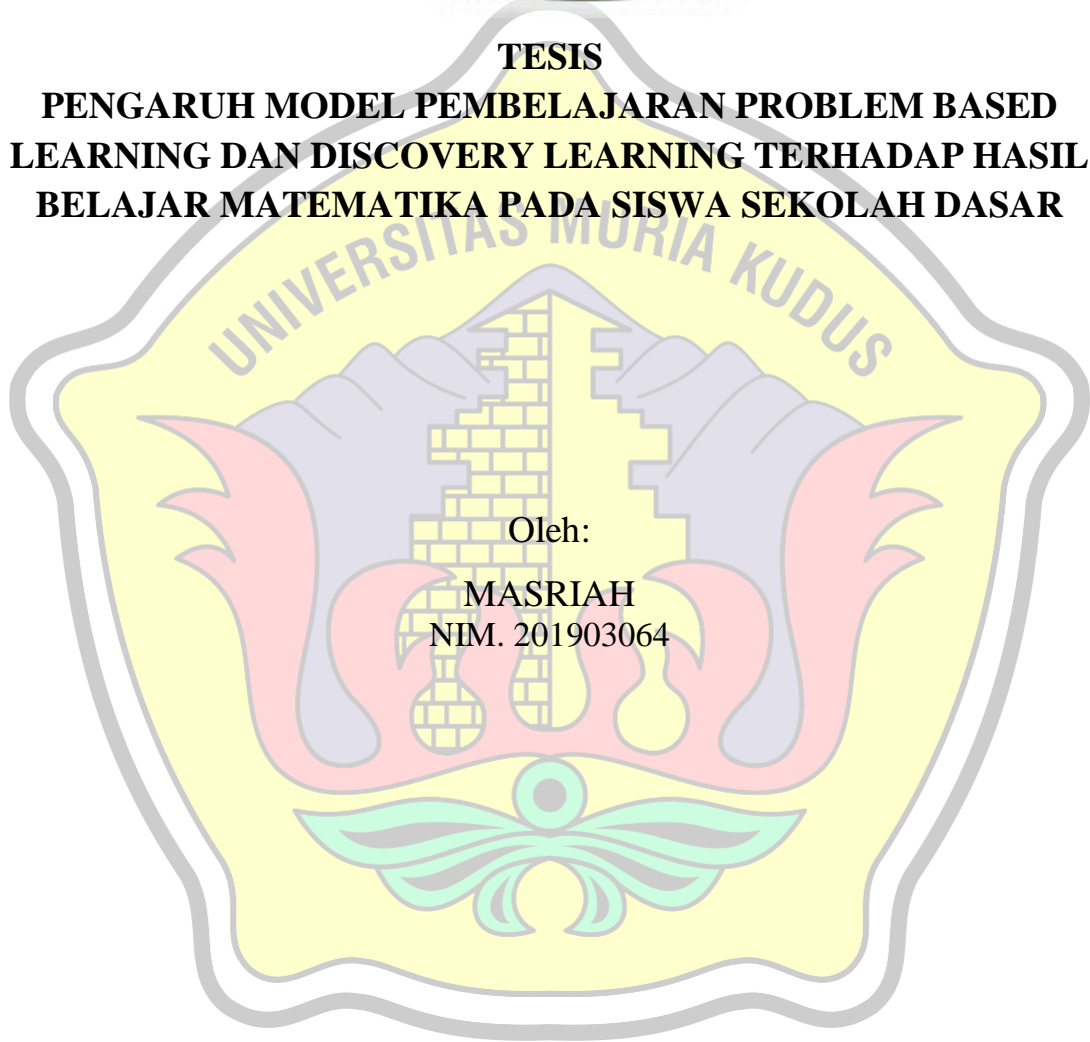 TESIS
PENGARUH MODEL PEMBELAJARAN PROBLEM BASED
LEARNING DAN DISCOVERY LEARNING TERHADAP HASIL
BELAJAR MATEMATIKA PADA SISWA SEKOLAH DASAR
UNIVERSITAS MURIA KUDUS
Oleh:
MASRIAH
NIM. 201903064